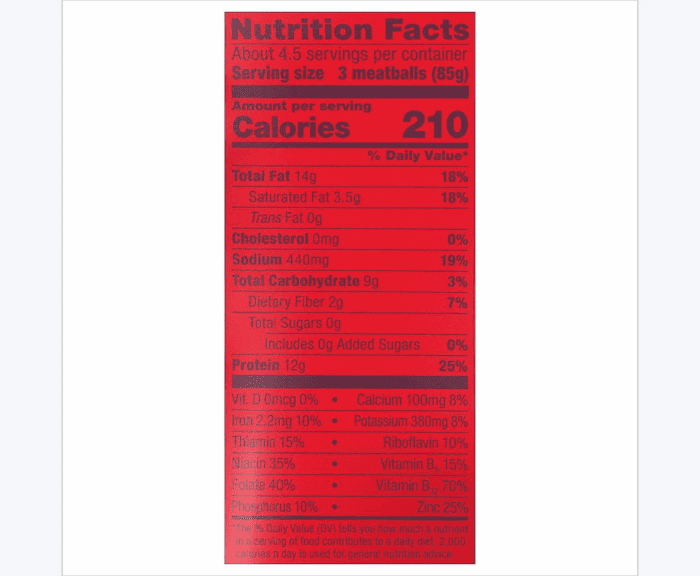 Nutrition Facts
About 4.5 servings per container
Serving size 3 meatballs (85g)
Amount per serving
Calories 210
% Daily Value*
Total Fat 14g 18%
Saturated Fat 3.5g 18%
Trans Fat 0g
Cholesterol 0mg 0%
Sodium 440mg 19%
Total Carbohydrate 9g 3%
Dietary Fiber 2g 7%
Total Sugars 0g
Includes 0g Added Sugars 0%
Protein 12g 25%
Vit. D 0mcg 0% • Calcium 100mg 8%
Iron 2.2mg 10% • Potassium 380mg 8%
Thiamin 15% • Riboflavin 10%
Niacin 35% • Vitamin B₆ 15%
Folate 40% • Vitamin B₁₂ 70%
Phosphorus 10% • Zinc 25%
*The % Daily Value (DV) tells you how much a nutrient
in a serving of food contributes to a daily diet. 2,000
calories a day is used for general nutrition advice.